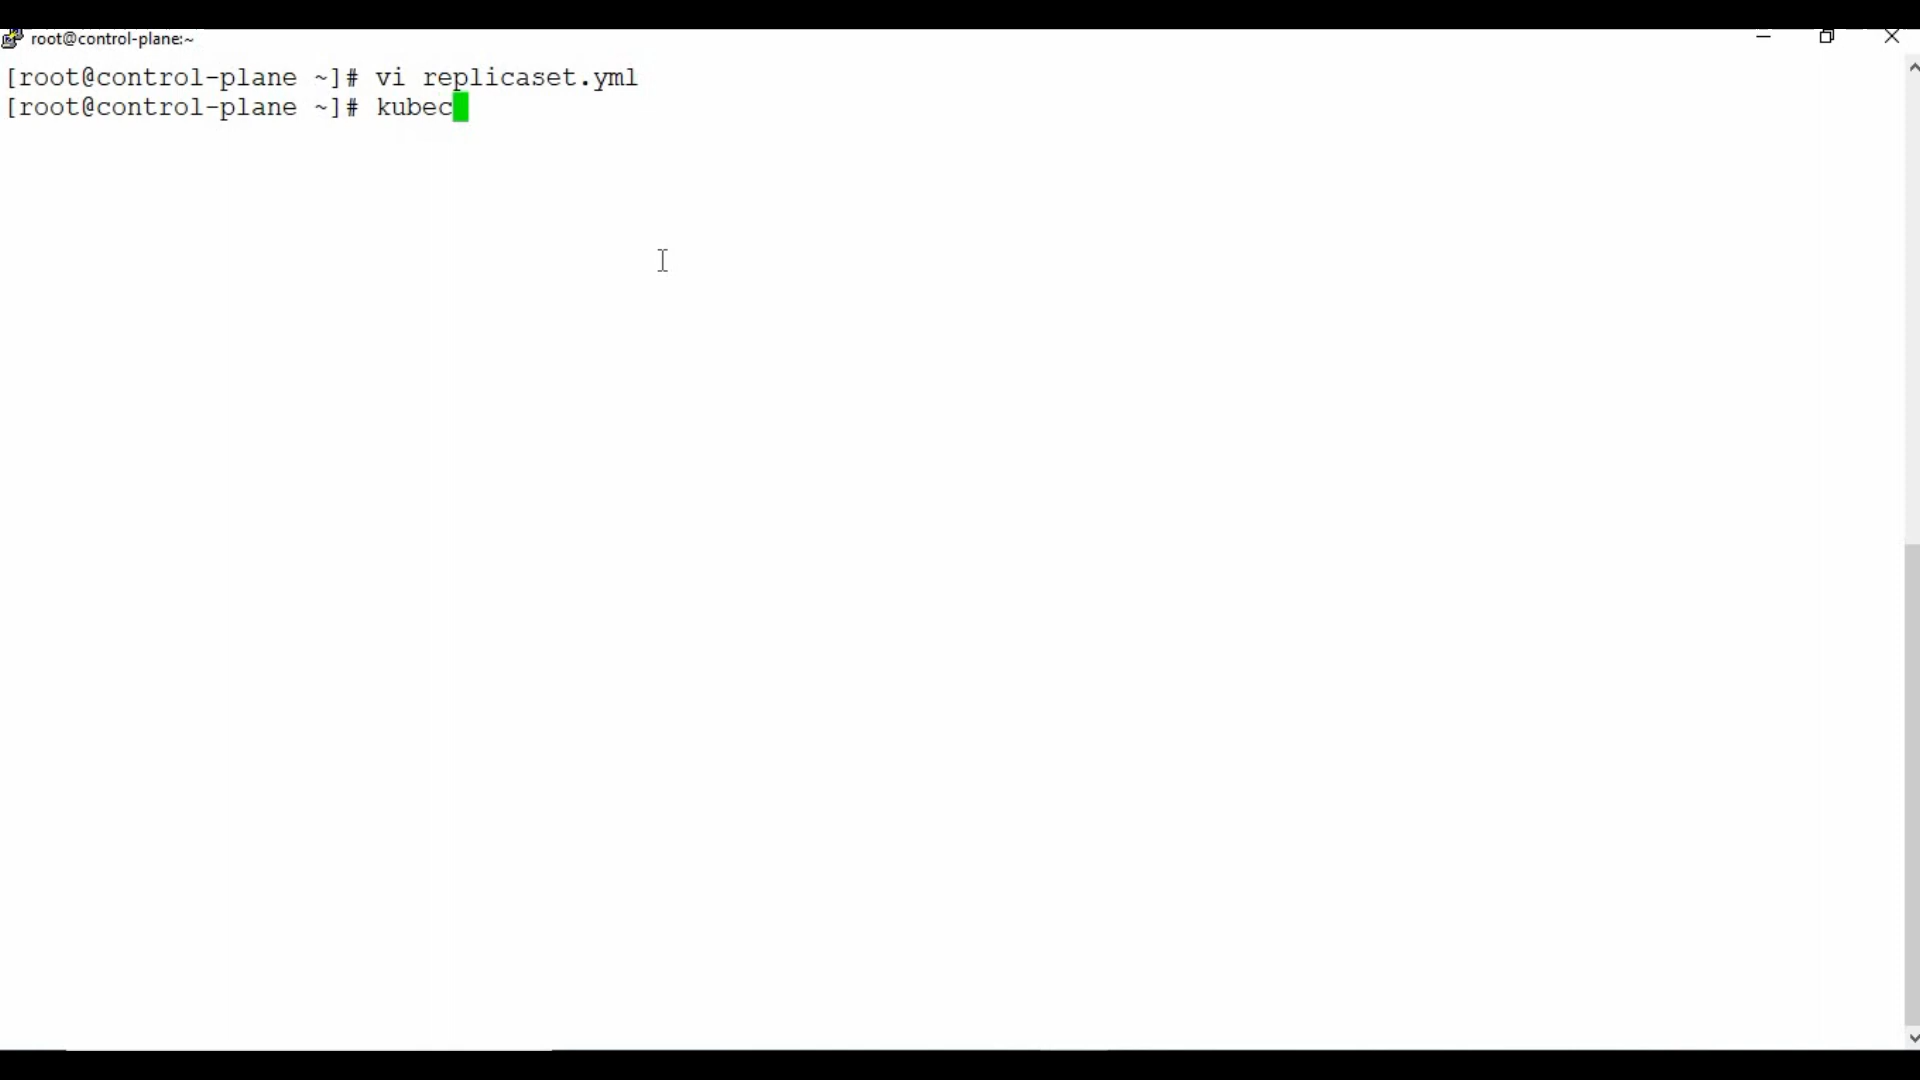 root@control-plane:~
[root@control-plane ~]# vi replicaset.yml
[root@control-plane ~]# kubec